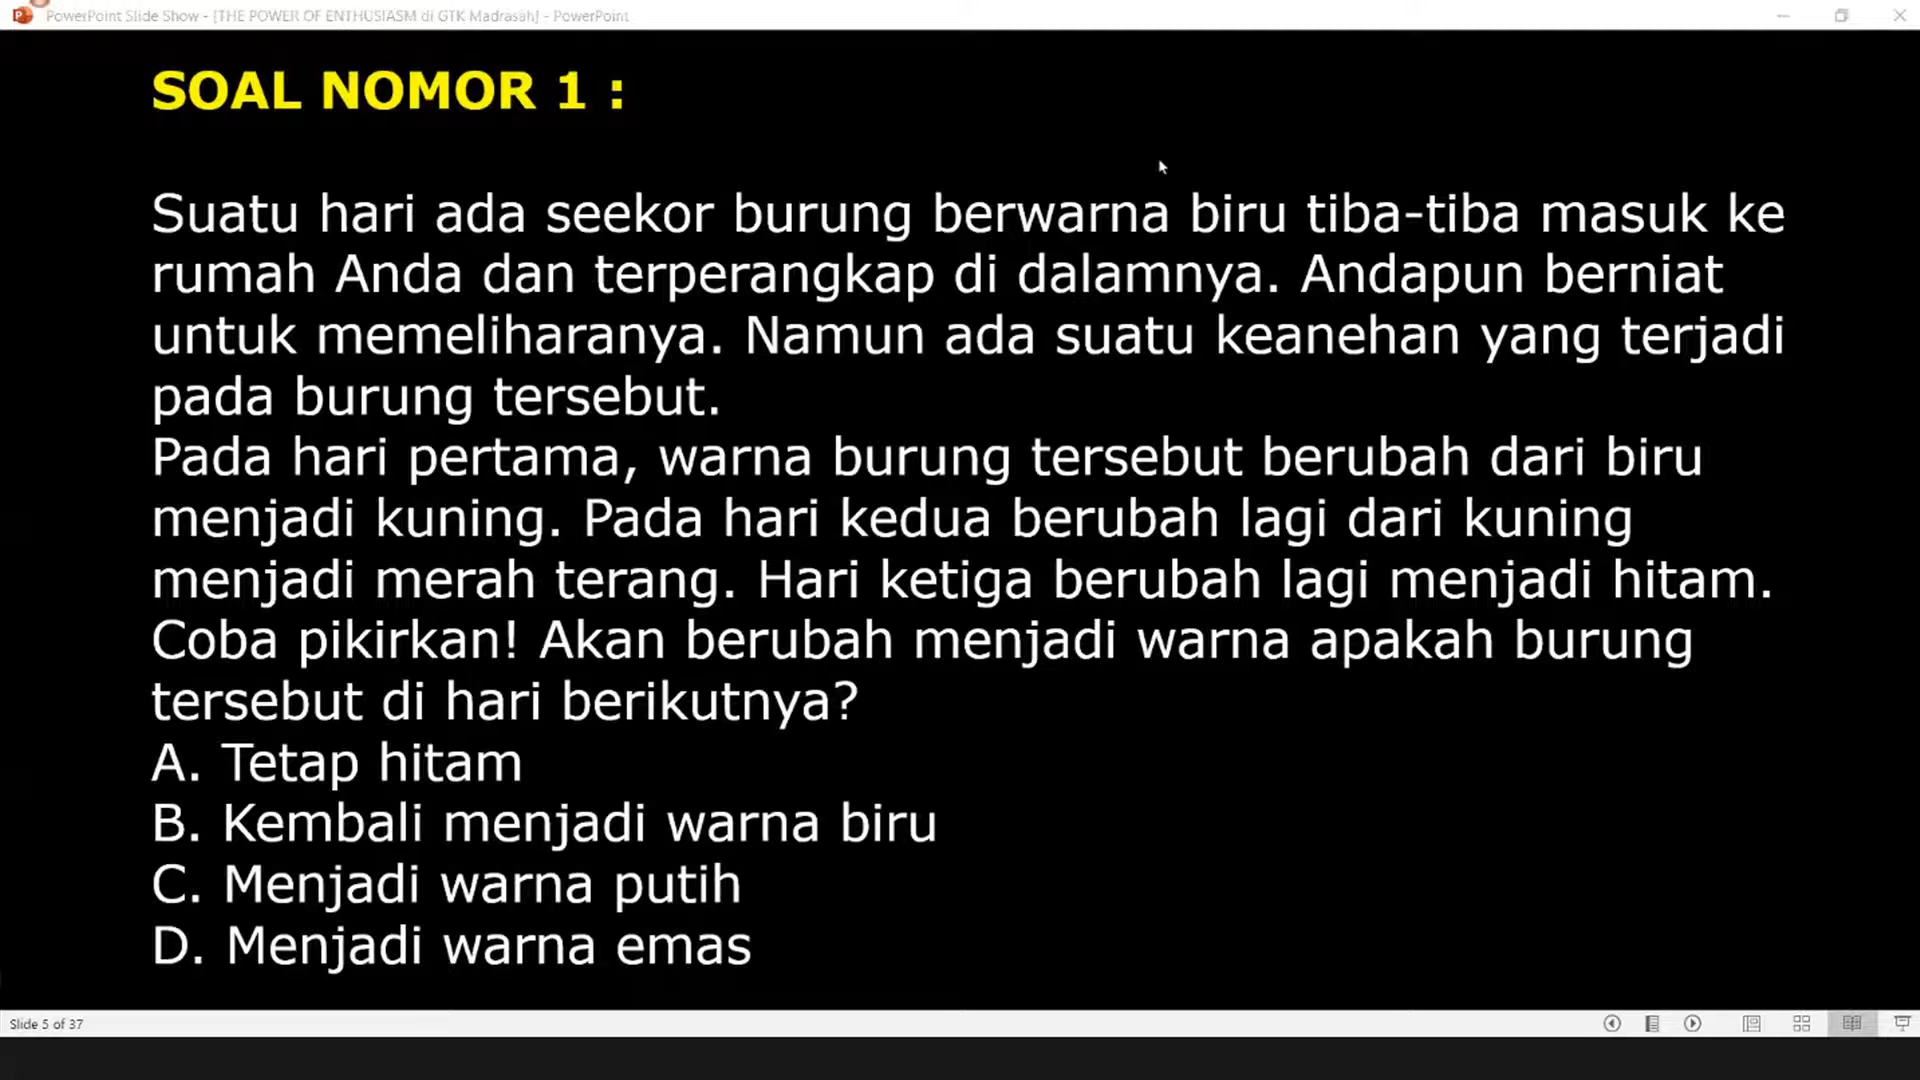 PowerPoint Slide Show - [THE POWER OF ENTHUSIASM di GTK Madrasah] - PowerPoint
SOAL NOMOR 1 :
Suatu hari ada seekor burung berwarna biru tiba-tiba masuk ke
rumah Anda dan terperangkap di dalamnya. Andapun berniat
untuk memeliharanya. Namun ada suatu keanehan yang terjadi
pada burung tersebut.
Pada hari pertama, warna burung tersebut berubah dari biru
menjadi kuning. Pada hari kedua berubah lagi dari kuning
menjadi merah terang. Hari ketiga berubah lagi menjadi hitam.
Coba pikirkan! Akan berubah menjadi warna apakah burung
tersebut di hari berikutnya?
A. Tetap hitam
B. Kembali menjadi warna biru
C. Menjadi warna putih
D. Menjadi warna emas
Slide 5 of 37